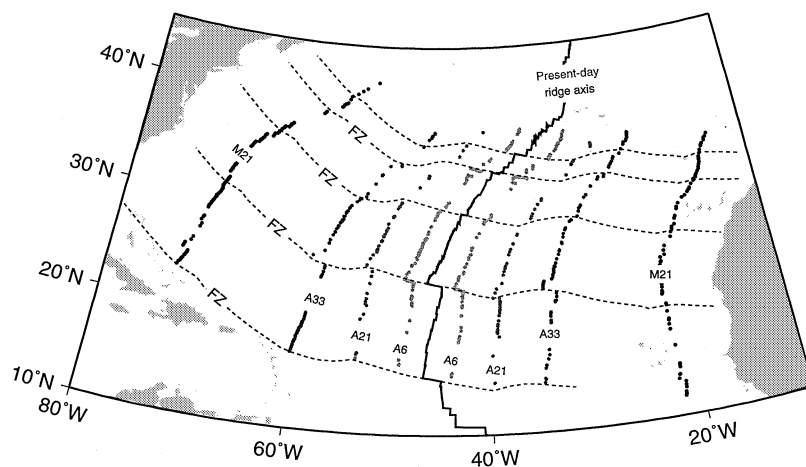 40°N
Present-day
ridge axis
FZ
M21
30°N
FZ
FZ
M21
20°N
FZ
A33
A21
A6
A6
A21
A33
10°N
80°W
60°W
40°W
20°W